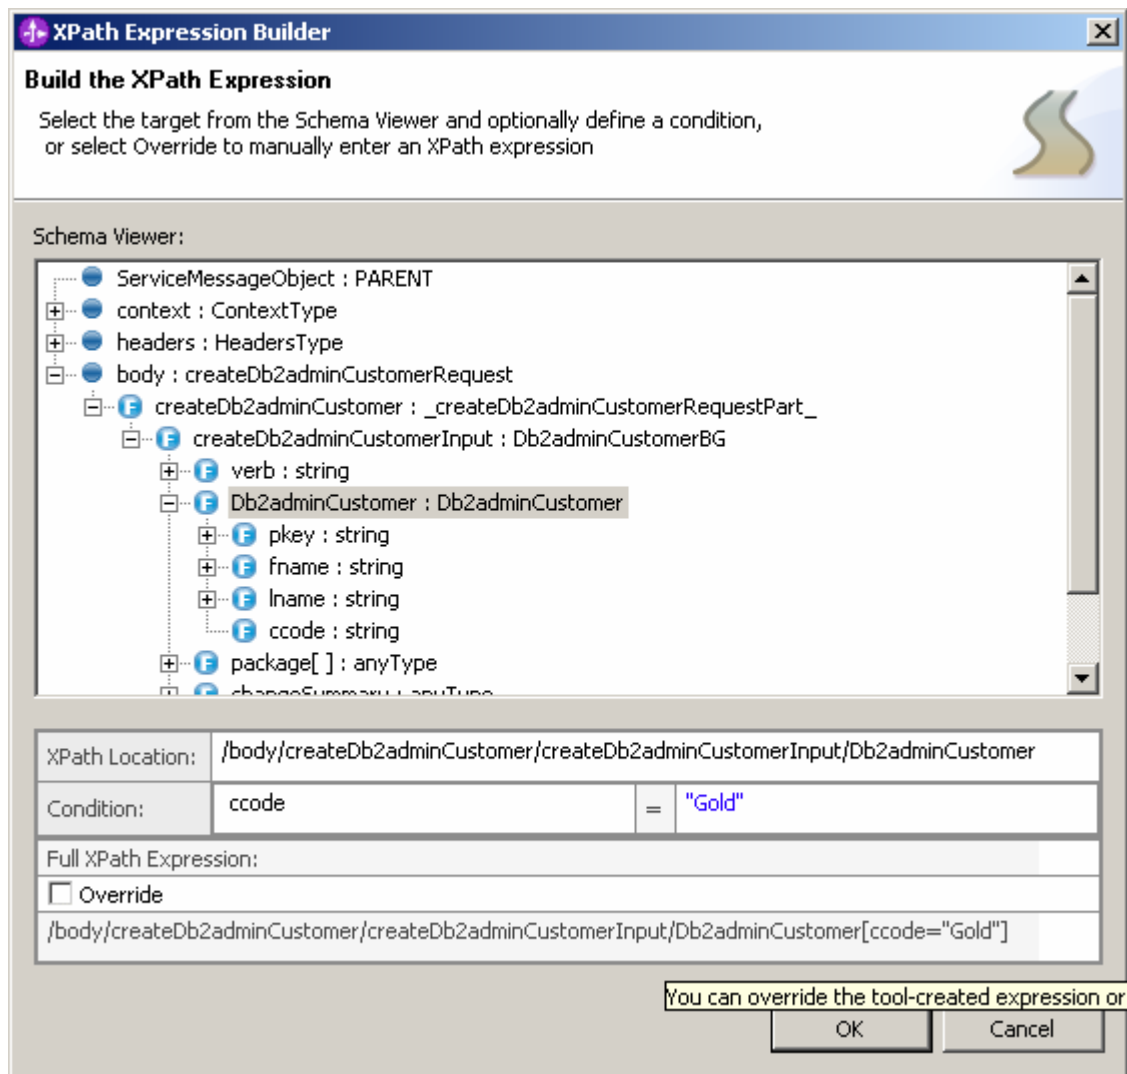 XPath Expression Builder
Build the XPath Expression
Select the target from the Schema Viewer and optionally define a condition,
or select Override to manually enter an XPath expression
Schema Viewer:
ServiceMessageObject : PARENT
context : ContextType
headers : HeadersType
body : createDb2adminCustomerRequest
createDb2adminCustomer : _createDb2adminCustomerRequestPart_
createDb2adminCustomerInput : Db2adminCustomerBG
verb : string
Db2adminCustomer : Db2adminCustomer
pkey : string
fname : string
lname : string
ccode : string
package[ ] : anyType
changeSummary : anyType
XPath Location: /body/createDb2adminCustomer/createDb2adminCustomerInput/Db2adminCustomer
Condition: ccode = "Gold"
Full XPath Expression:
Override
/body/createDb2adminCustomer/createDb2adminCustomerInput/Db2adminCustomer[ccode="Gold"]
You can override the tool-created expression or
OK Cancel